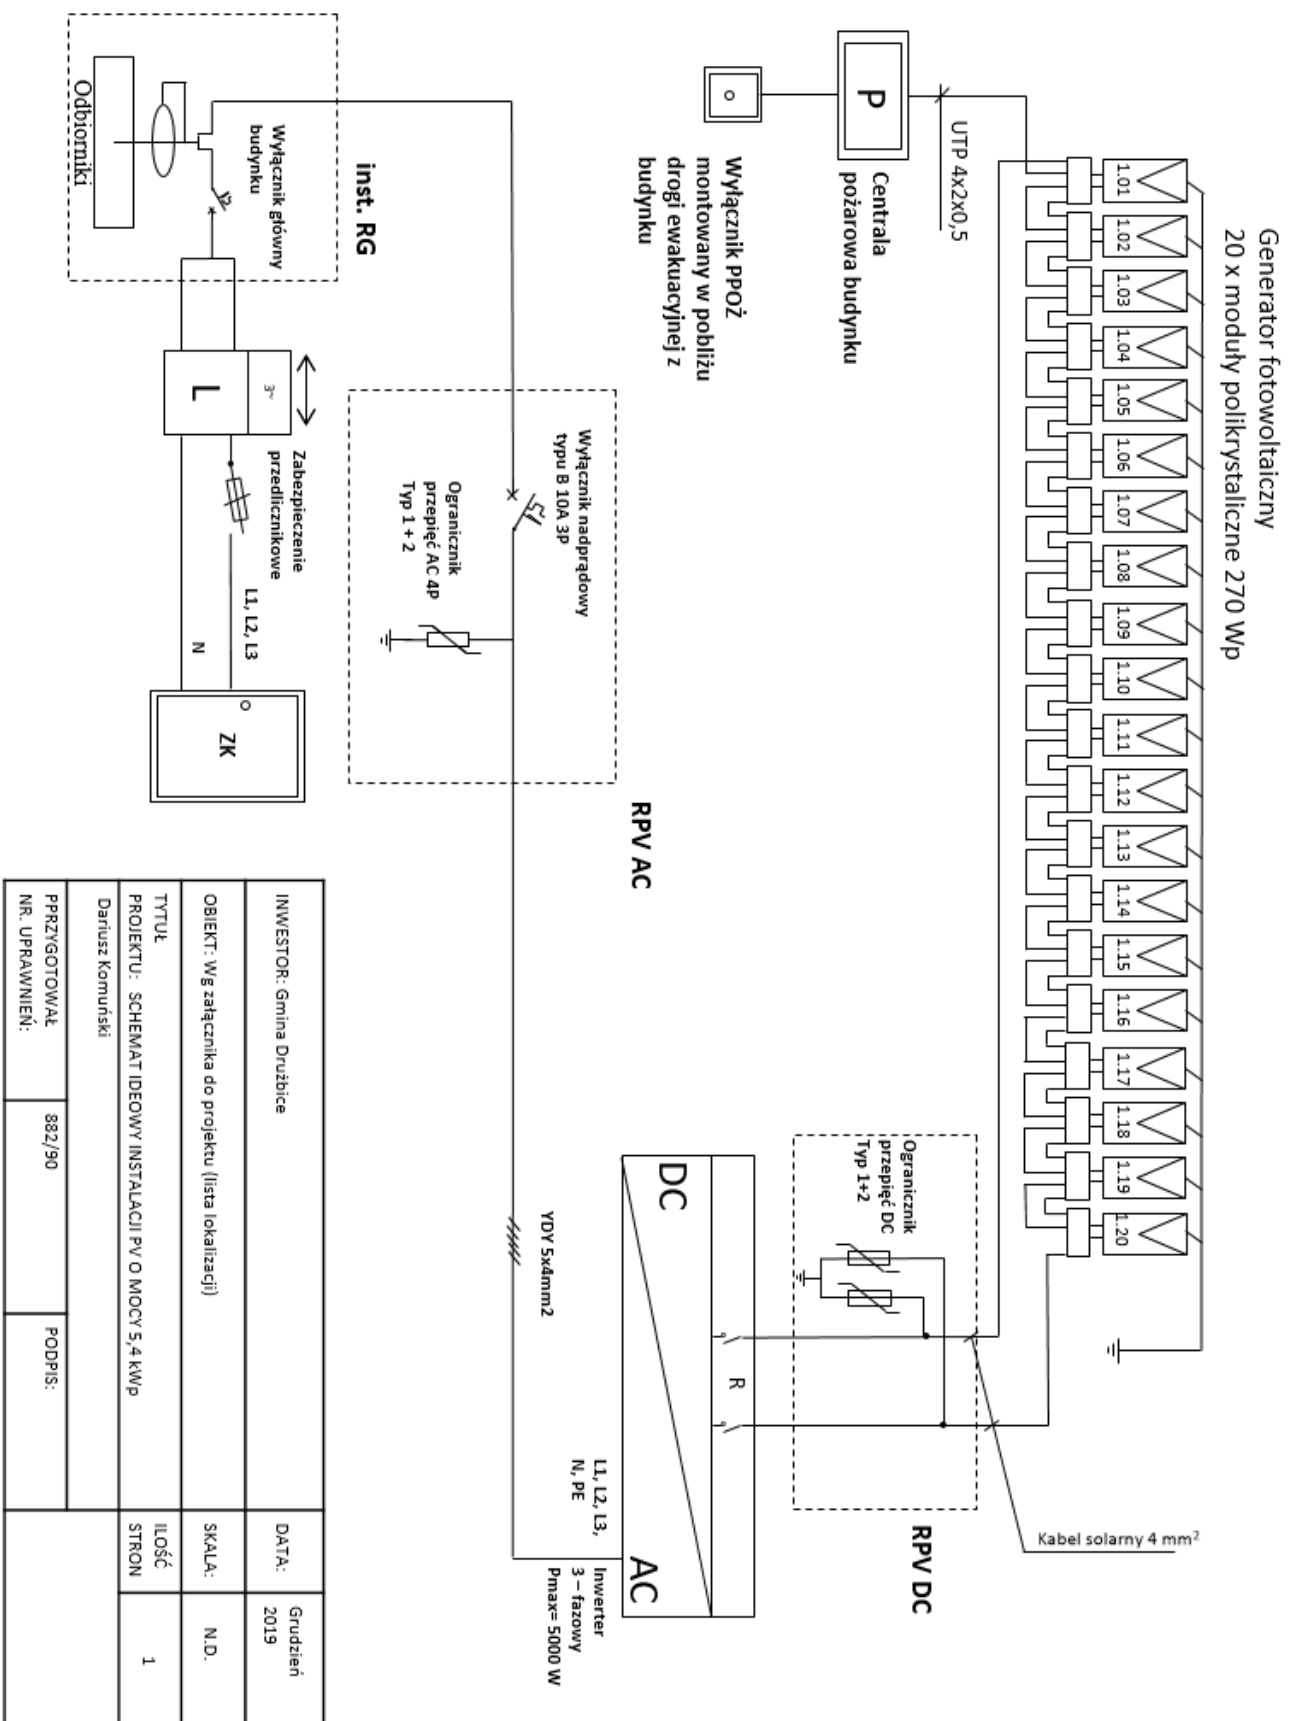 Generator fotowoltaiczny
20 x moduły polikrystaliczne 270 Wp
1.01
1.02
1.03
1.04
1.05
1.06
1.07
1.08
1.09
1.10
1.11
1.12
1.13
1.14
1.15
1.16
1.17
1.18
1.19
1.20
UTP 4x2x0,5
P
Centrala
pożarowa budynku
Wyłącznik PPOŻ
montowany w pobliżu
drogi ewakuacyjnej z
budynku
Kabel solarny 4 mm²
RPV DC
Ogranicznik
przepięć DC
Typ 1+2
R
DC
AC
L1, L2, L3,
N, PE
Inwerter
3 – fazowy
Pmax= 5000 W
YDY 5x4mm2
RPV AC
Wyłącznik nadprądowy
typu B 10A 3P
Ogranicznik
przepięć AC 4P
Typ 1 + 2
inst. RG
Wyłącznik główny
budynku
Odbiorniki
3~
L
Zabezpieczenie
przedlicznikowe
L1, L2, L3
N
ZK
INWESTOR: Gmina Drużbice
DATA:
Grudzień
2019
OBIEKT: Wg załącznika do projektu (lista lokalizacji)
SKALA:
N.D.
TYTUŁ
PROJEKTU: SCHEMAT IDEOWY INSTALACJI PV O MOCY 5,4 kWp
ILOŚĆ
STRON
1
Dariusz Komuński
PPRZYGOTOWAŁ
NR. UPRAWNIEŃ:
882/90
PODPIS: